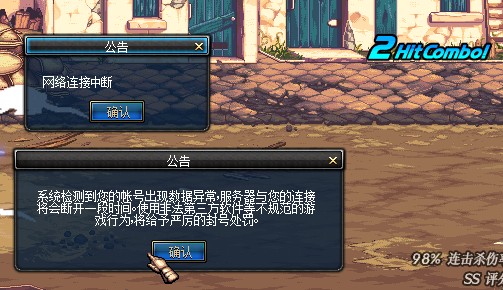 公告
网络连接中断
确认
2 HitCombo!
公告
系统检测到您的帐号出现数据异常,服务器与您的连接
将会断开一段时间。使用非法第三方软件等不规范的游
戏行为,将给予严厉的封号处罚。
确认
98% 连击杀伤率
SS 评